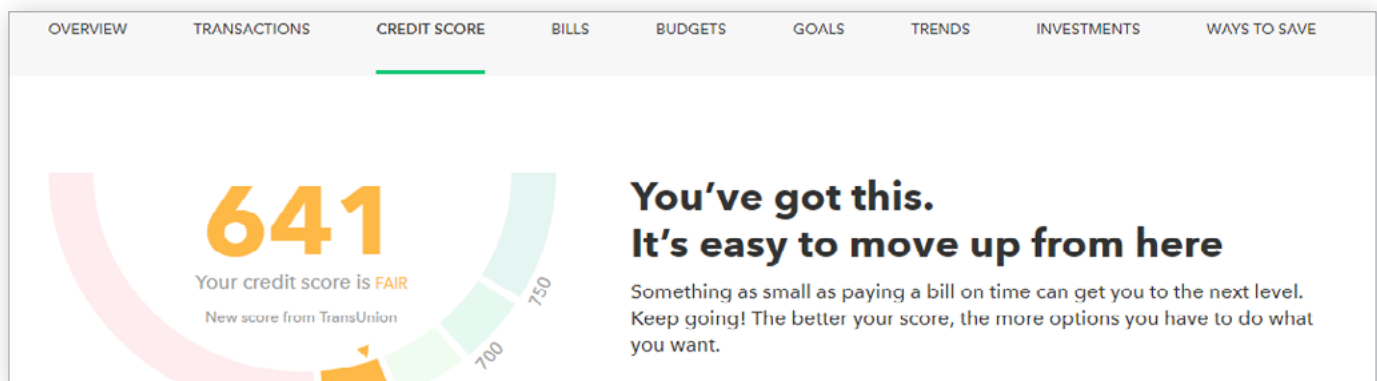 OVERVIEW TRANSACTIONS CREDIT SCORE BILLS BUDGETS GOALS TRENDS INVESTMENTS WAYS TO SAVE
641
Your credit score is FAIR
New score from TransUnion
750
700
You've got this.
It's easy to move up from here
Something as small as paying a bill on time can get you to the next level.
Keep going! The better your score, the more options you have to do what
you want.